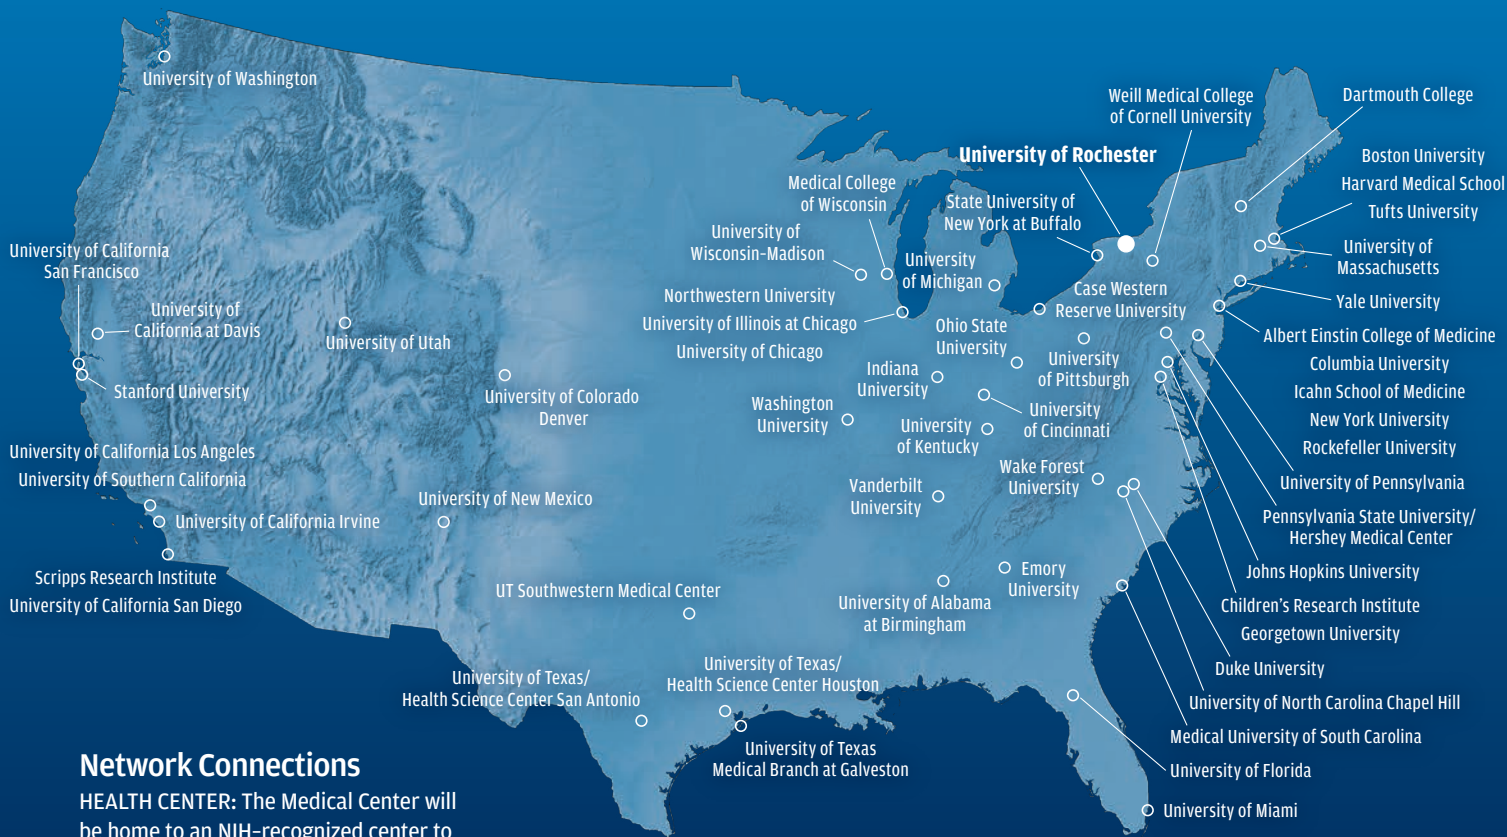 University of Washington
Weill Medical College
of Cornell University
Dartmouth College
University of Rochester
Boston University
Harvard Medical School
Tufts University
Medical College
of Wisconsin
State University of
New York at Buffalo
University of
Wisconsin-Madison
University
of Michigan
University of
Massachusetts
University of California
San Francisco
Northwestern University
University of Illinois at Chicago
University of Chicago
Case Western
Reserve University
Yale University
University of
California at Davis
University of Utah
Ohio State
University
Albert Einstin College of Medicine
Columbia University
Icahn School of Medicine
New York University
Rockefeller University
University
of Pittsburgh
Indiana
University
Stanford University
University of Colorado
Denver
Washington
University
University
of Kentucky
University
of Cincinnati
University of California Los Angeles
University of Southern California
University of California Irvine
University of New Mexico
Vanderbilt
University
Wake Forest
University
University of Pennsylvania
Pennsylvania State University/
Hershey Medical Center
Scripps Research Institute
University of California San Diego
UT Southwestern Medical Center
University of Alabama
at Birmingham
Emory
University
Johns Hopkins University
Children's Research Institute
Georgetown University
Duke University
University of North Carolina Chapel Hill
Medical University of South Carolina
University of Florida
University of Miami
University of Texas/
Health Science Center San Antonio
University of Texas/
Health Science Center Houston
University of Texas
Medical Branch at Galveston
Network Connections
HEALTH CENTER: The Medical Center will
be home to an NIH-recognized center to